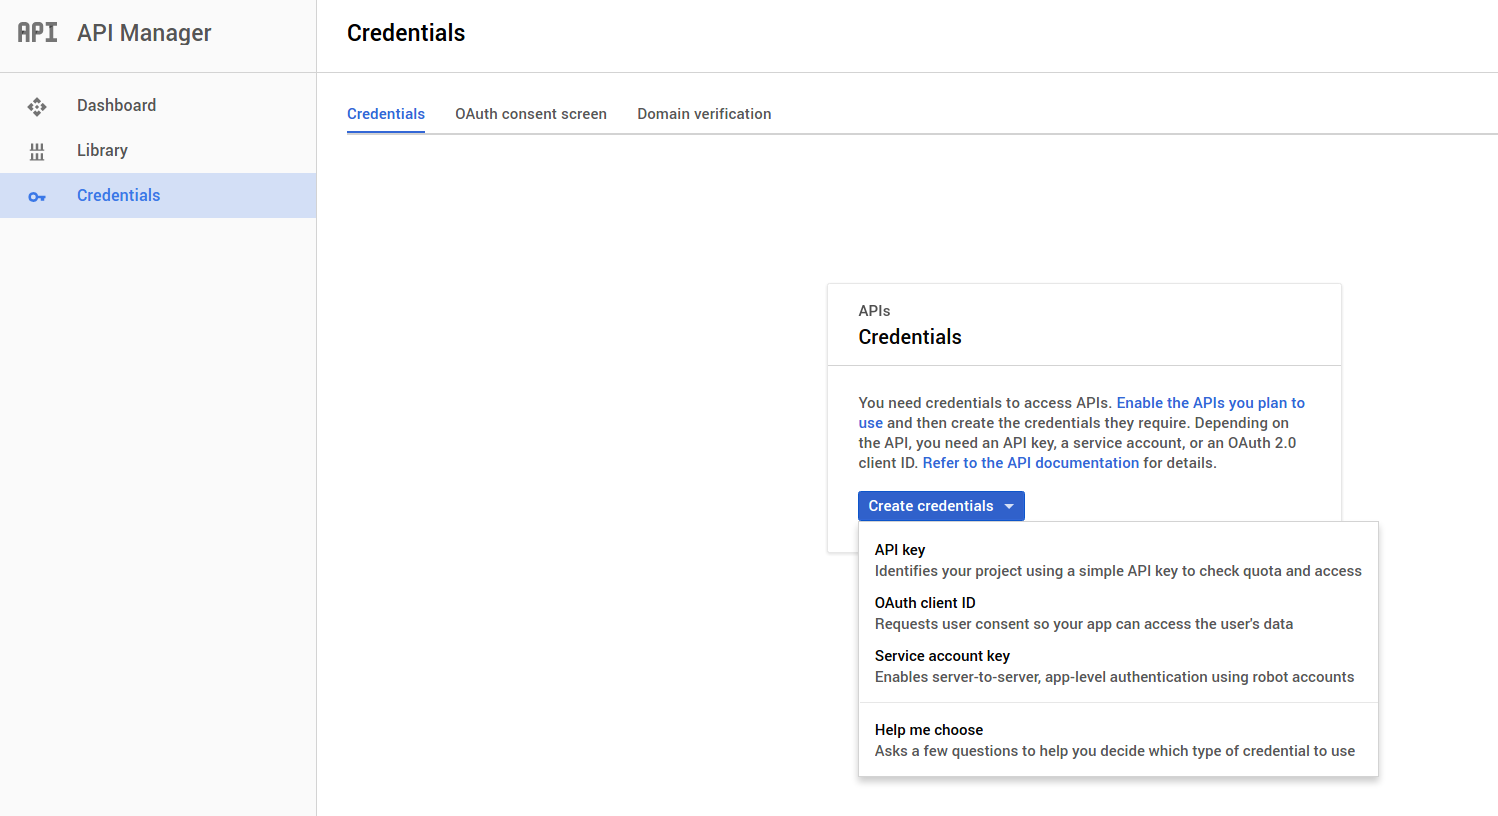 API API Manager
Credentials
Dashboard
Library
Credentials
Credentials OAuth consent screen Domain verification
APIs
Credentials
You need credentials to access APIs. Enable the APIs you plan to
use and then create the credentials they require. Depending on
the API, you need an API key, a service account, or an OAuth 2.0
client ID. Refer to the API documentation for details.
Create credentials
API key
Identifies your project using a simple API key to check quota and access
OAuth client ID
Requests user consent so your app can access the user's data
Service account key
Enables server-to-server, app-level authentication using robot accounts
Help me choose
Asks a few questions to help you decide which type of credential to use